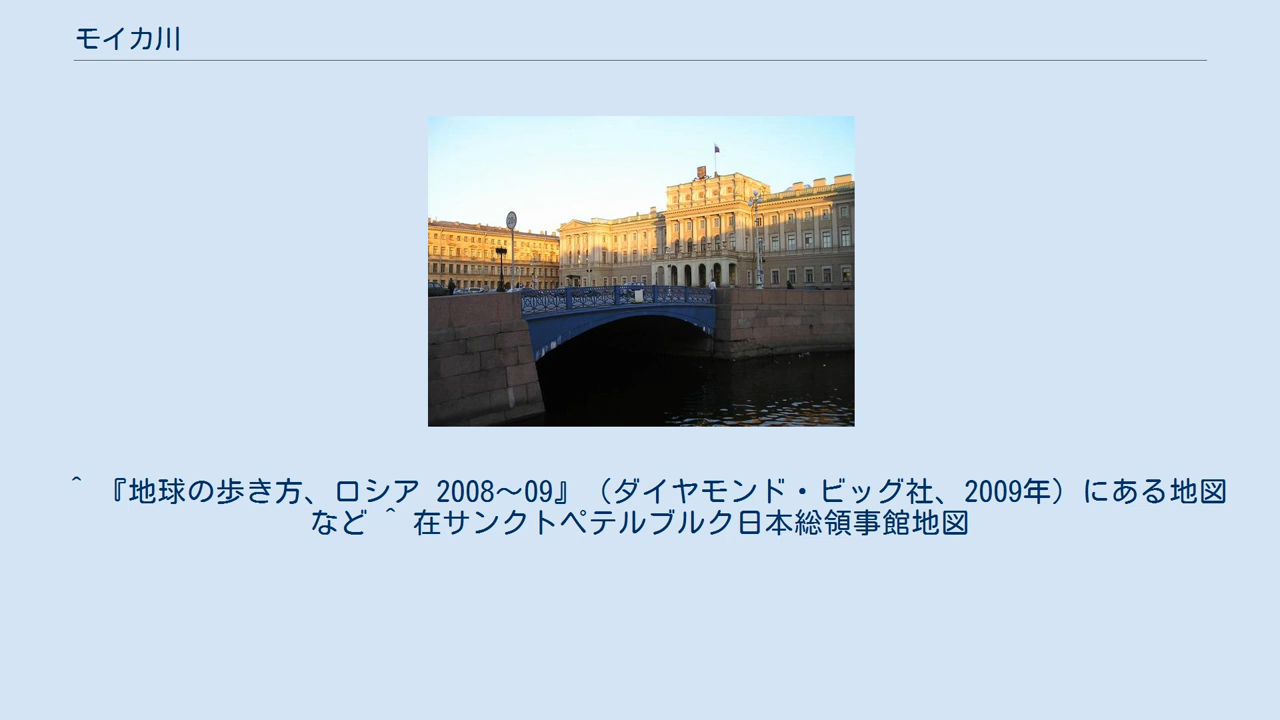 モイカ川
^ 『地球の歩き方、ロシア 2008～09』（ダイヤモンド・ビッグ社、2009年）にある地図
など ^ 在サンクトペテルブルク日本総領事館地図